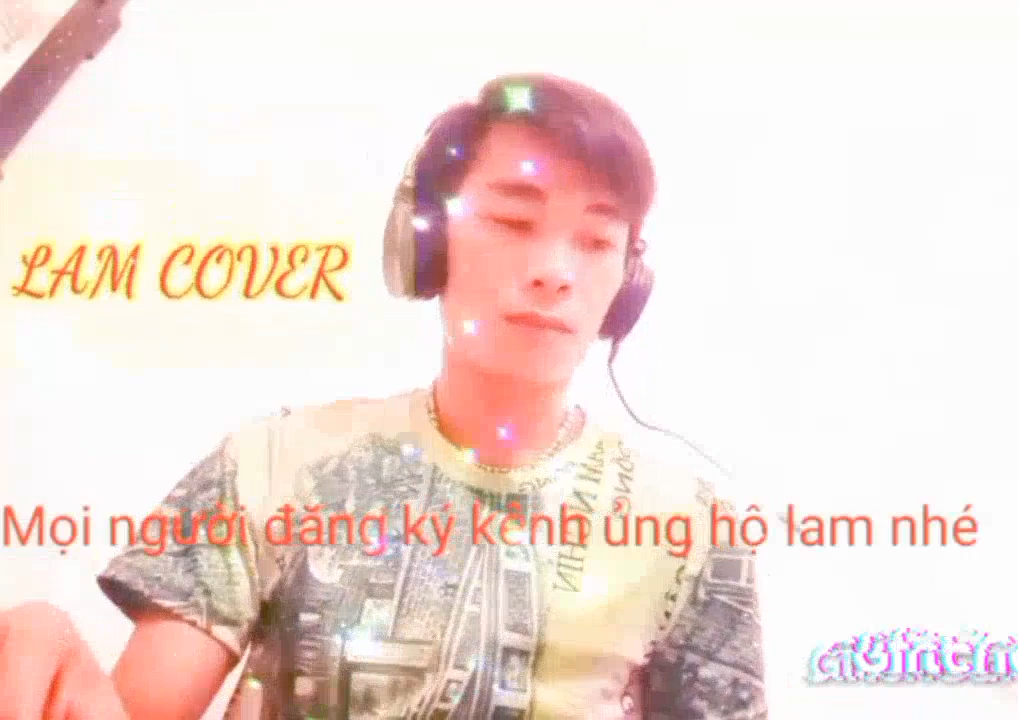 LAM COVER
Mọi người đăng ký kênh ủng hộ lam nhé